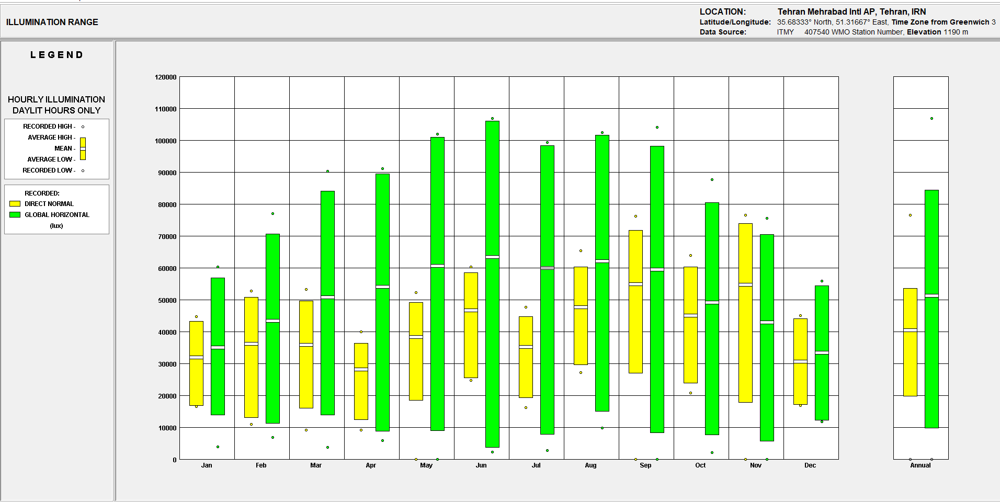 ILLUMINATION RANGE
LOCATION: Tehran Mehrabad Intl AP, Tehran, IRN
Latitude/Longitude: 35.68333° North, 51.31667° East, Time Zone from Greenwich 3
Data Source: ITMY 407540 WMO Station Number, Elevation 1190 m
LEGEND
HOURLY ILLUMINATION
DAYLIT HOURS ONLY
RECORDED HIGH -
AVERAGE HIGH -
MEAN -
AVERAGE LOW -
RECORDED LOW -
RECORDED:
DIRECT NORMAL
GLOBAL HORIZONTAL
(lux)
120000
110000
100000
90000
80000
70000
60000
50000
40000
30000
20000
10000
0
Jan Feb Mar Apr May Jun Jul Aug Sep Oct Nov Dec Annual